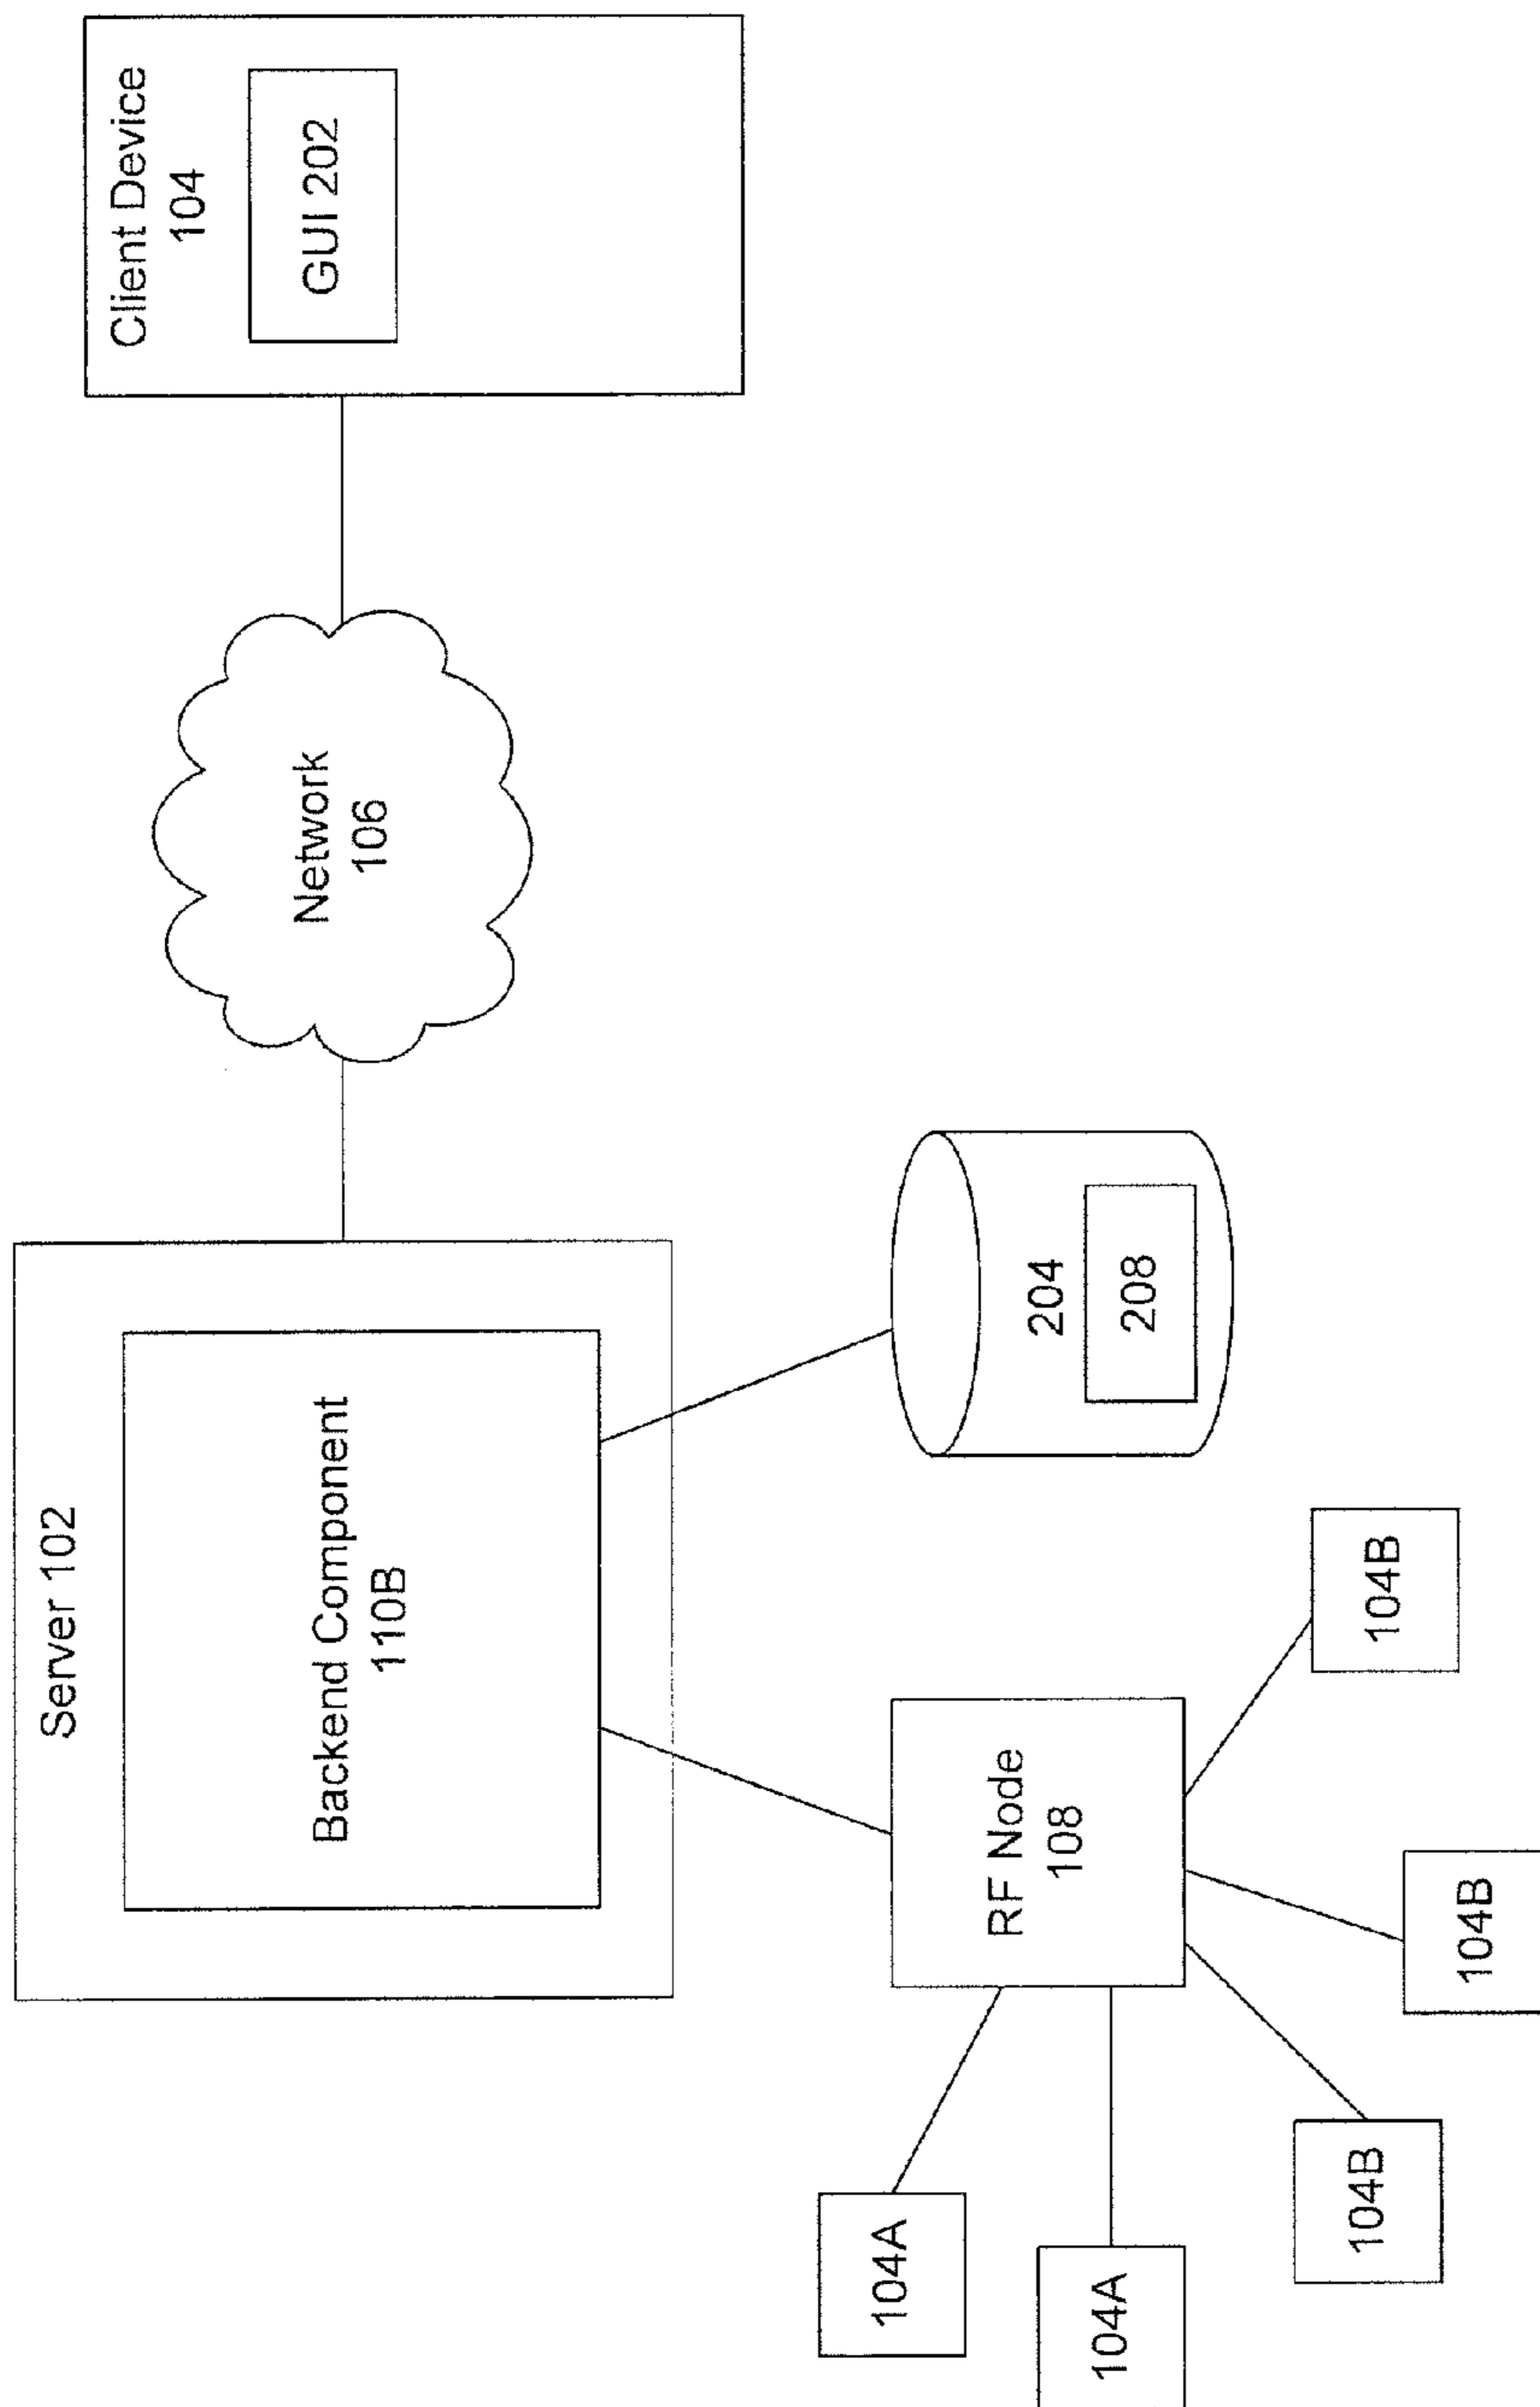 Server 102
Backend Component
110B
Network
106
Client Device
104
GUI 202
204
208
RF Node
108
104A
104A
104B
104B
104B